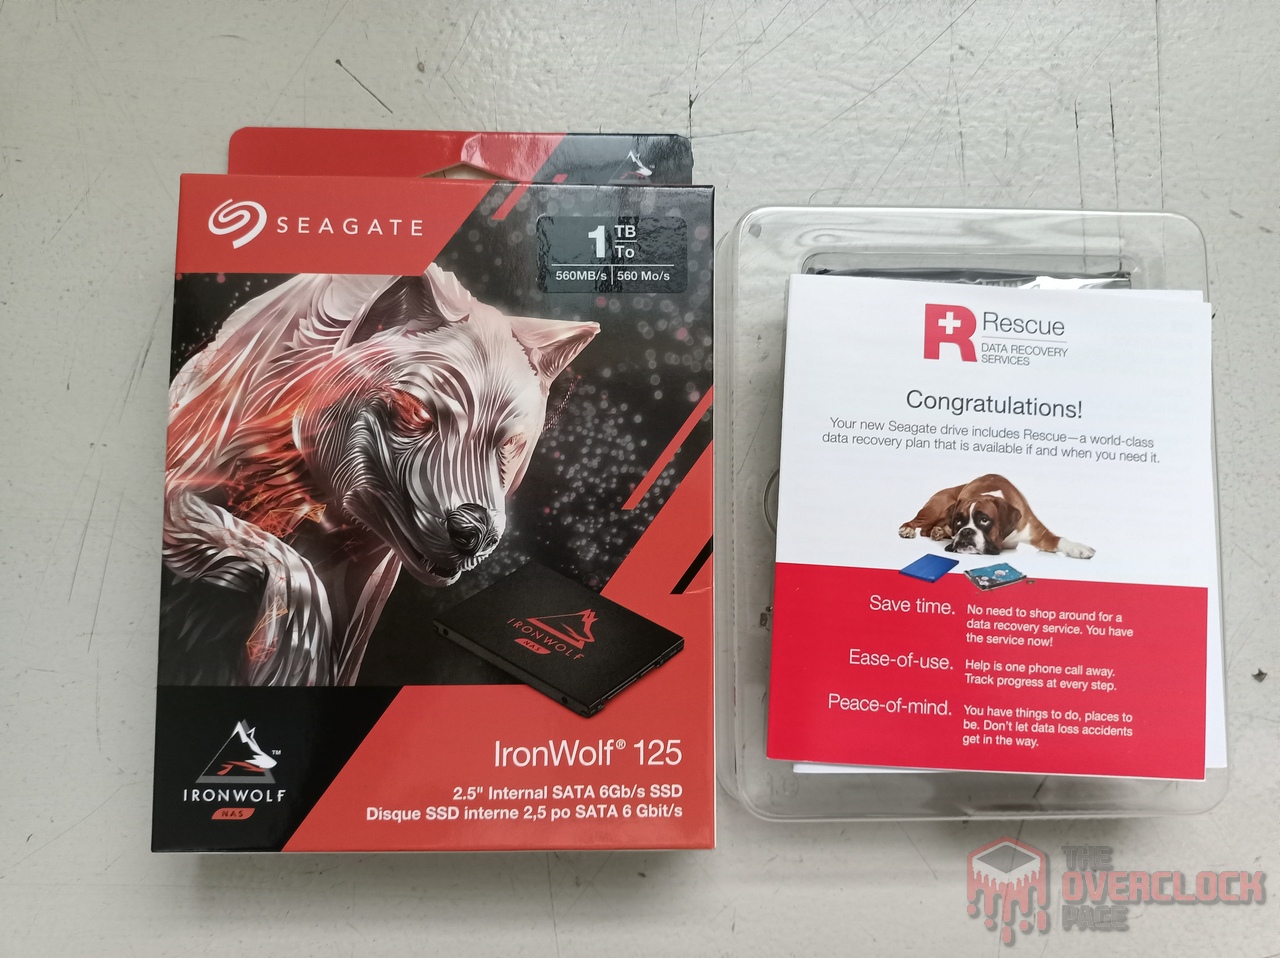 SEAGATE
1 TB
To
560MB/s | 560 Mo/s
IRONWOLF
NAS
IronWolf® 125
2.5" Internal SATA 6Gb/s SSD
Disque SSD interne 2,5 po SATA 6 Gbit/s
IRONWOLF
NAS
™
R Rescue
DATA RECOVERY
SERVICES
Congratulations!
Your new Seagate drive includes Rescue—a world-class
data recovery plan that is available if and when you need it.
Save time. No need to shop around for a
data recovery service. You have
the service now!
Ease-of-use. Help is one phone call away.
Track progress at every step.
Peace-of-mind. You have things to do, places to
be. Don't let data loss accidents
get in the way.
THE
OVERCLOCK
PAGE